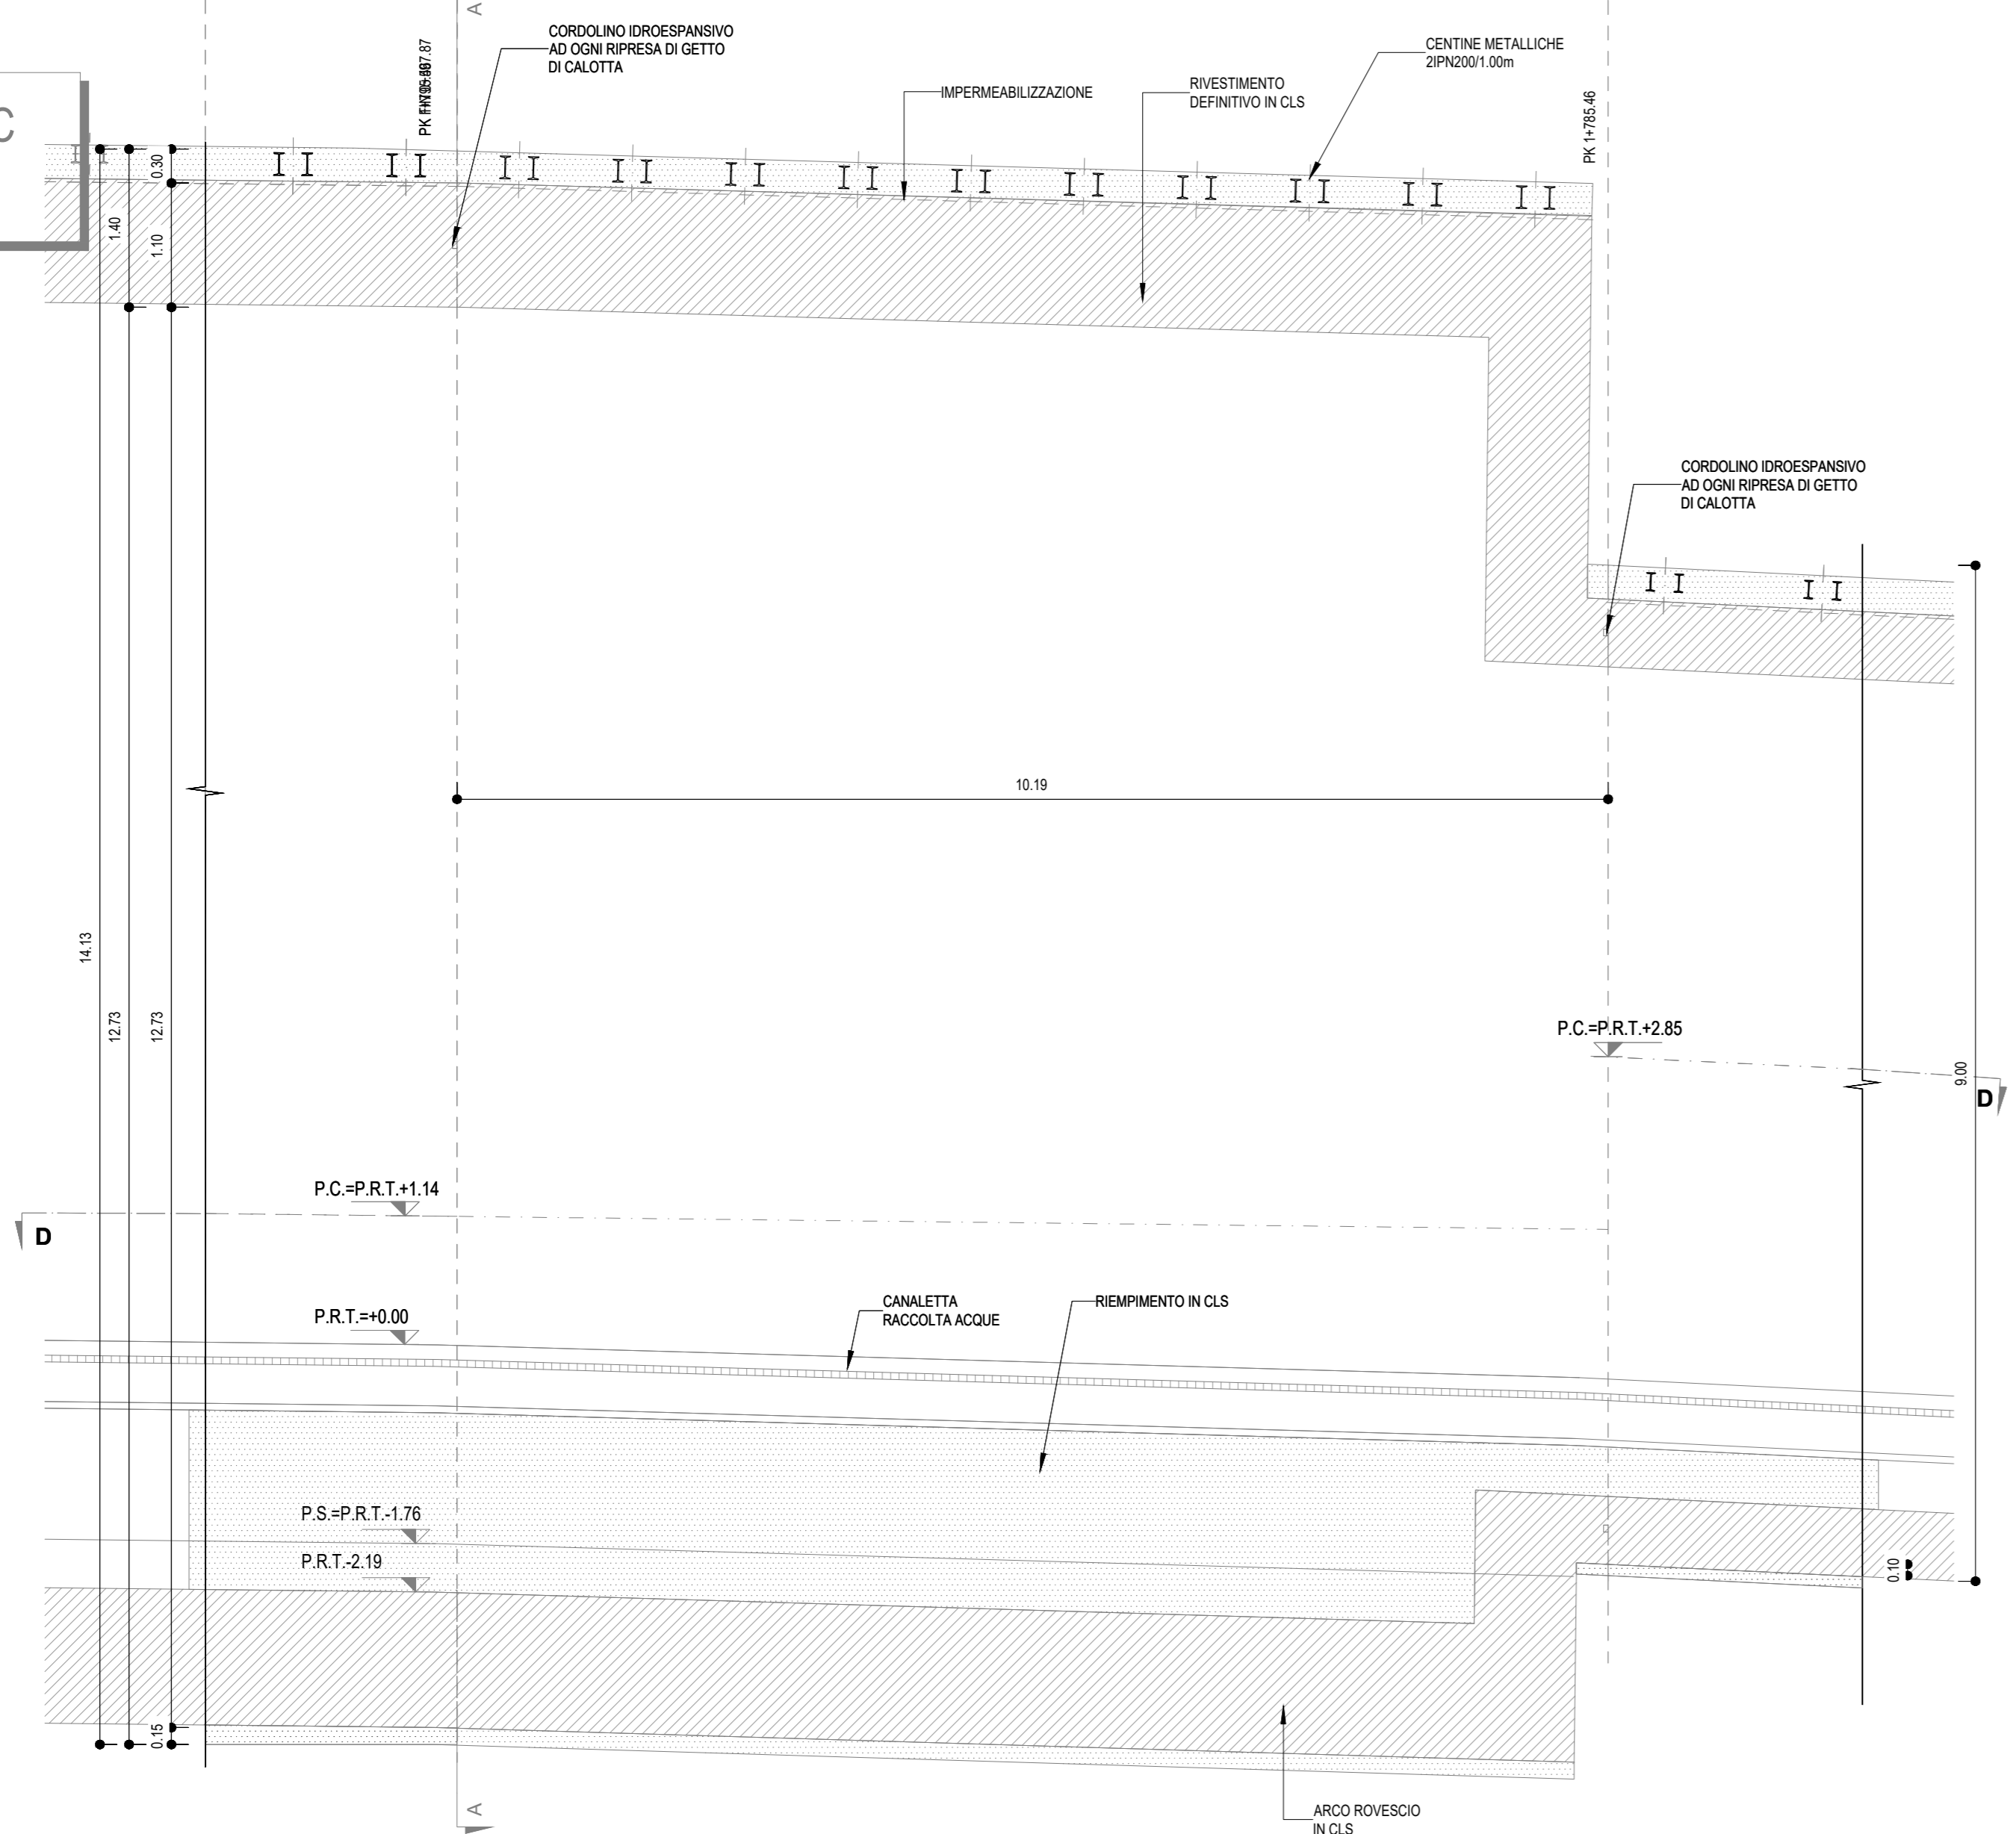 A
CORDOLINO IDROESPANSIVO
AD OGNI RIPRESA DI GETTO
DI CALOTTA
CENTINE METALLICHE
2IPN200/1.00m
IMPERMEABILIZZAZIONE
RIVESTIMENTO
DEFINITIVO IN CLS
C
PK
PK 1+785.46
0.30
1.40
1.10
CORDOLINO IDROESPANSIVO
AD OGNI RIPRESA DI GETTO
DI CALOTTA
10.19
14.13
12.73
12.73
P.C.=P.R.T.+2.85
9.00
D
P.C.=P.R.T.+1.14
D
P.R.T.=+0.00
CANALETTA
RACCOLTA ACQUE
RIEMPIMENTO IN CLS
P.S.=P.R.T.-1.76
P.R.T.-2.19
0.10
0.15
A
ARCO ROVESCIO
IN CLS